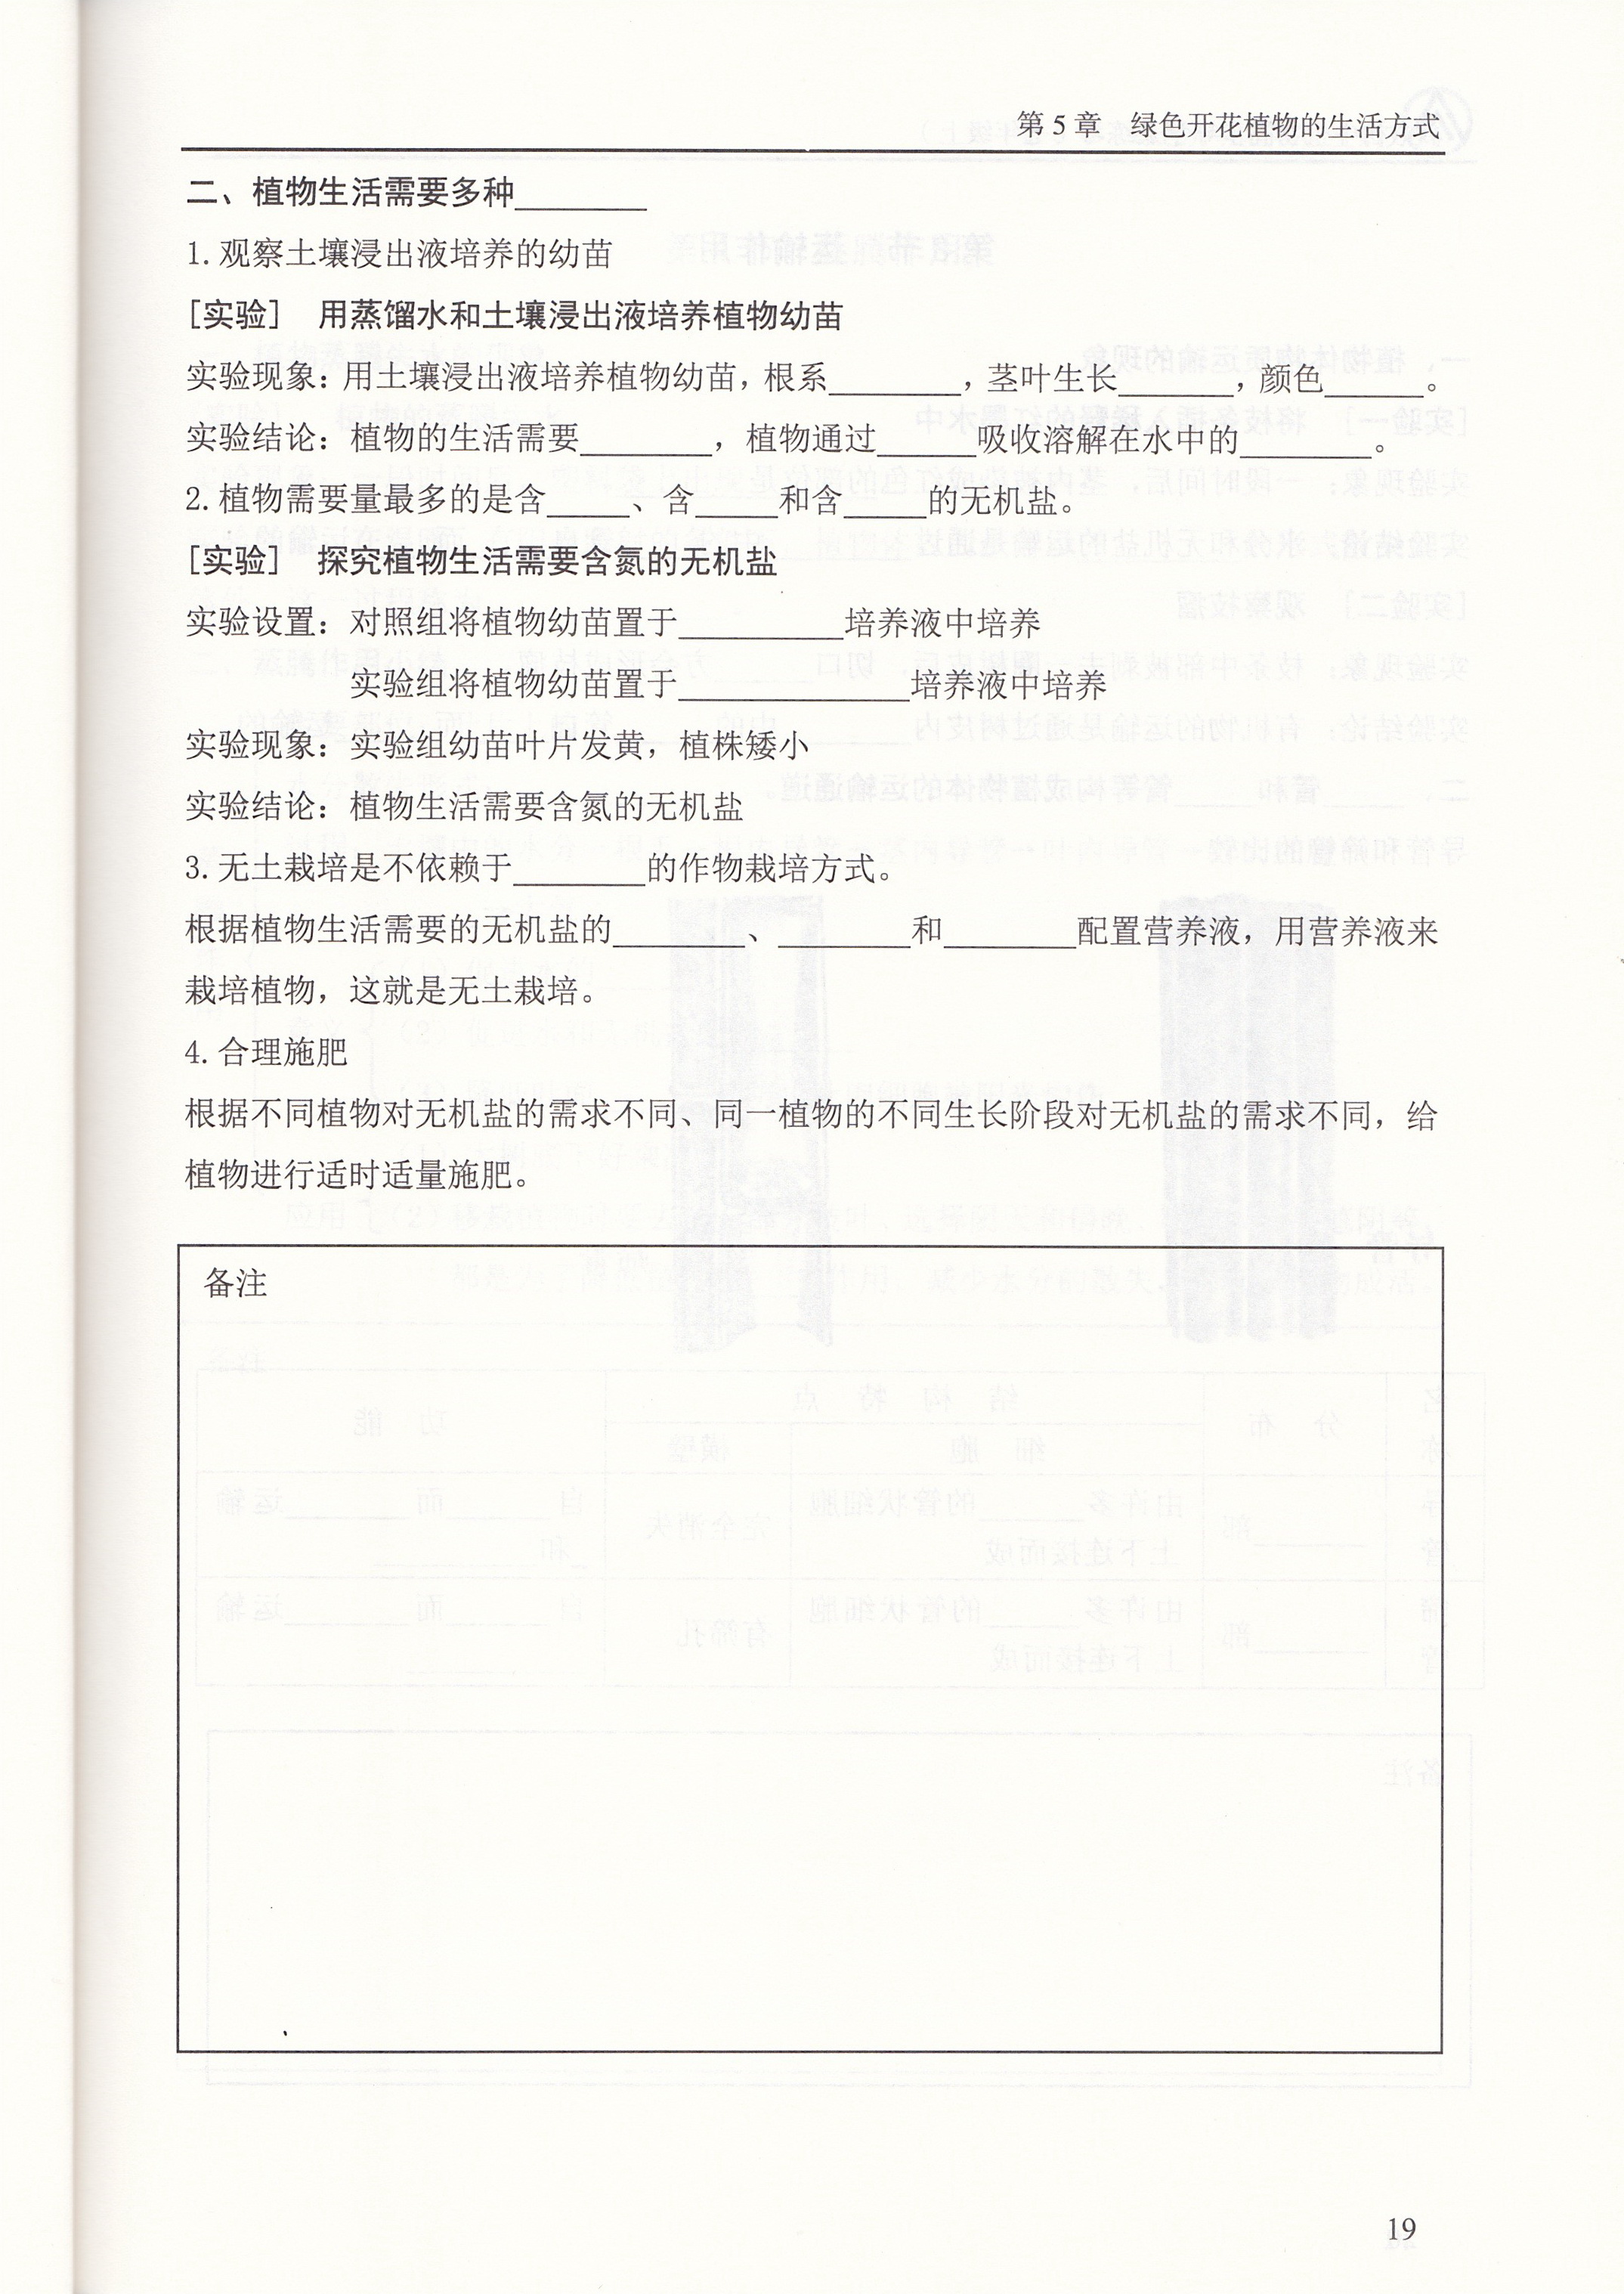 第5章 绿色开花植物的生活方式
二、植物生活需要多种________
1.观察土壤浸出液培养的幼苗
[实验] 用蒸馏水和土壤浸出液培养植物幼苗
实验现象：用土壤浸出液培养植物幼苗，根系________，茎叶生长_______，颜色______。
实验结论：植物的生活需要________，植物通过______吸收溶解在水中的________。
2.植物需要量最多的是含_____、含_____和含_____的无机盐。
[实验] 探究植物生活需要含氮的无机盐
实验设置：对照组将植物幼苗置于__________培养液中培养
实验组将植物幼苗置于______________培养液中培养
实验现象：实验组幼苗叶片发黄，植株矮小
实验结论：植物生活需要含氮的无机盐
3.无土栽培是不依赖于________的作物栽培方式。
根据植物生活需要的无机盐的________、________和________配置营养液，用营养液来
栽培植物，这就是无土栽培。
4.合理施肥
根据不同植物对无机盐的需求不同、同一植物的不同生长阶段对无机盐的需求不同，给
植物进行适时适量施肥。
备注
19